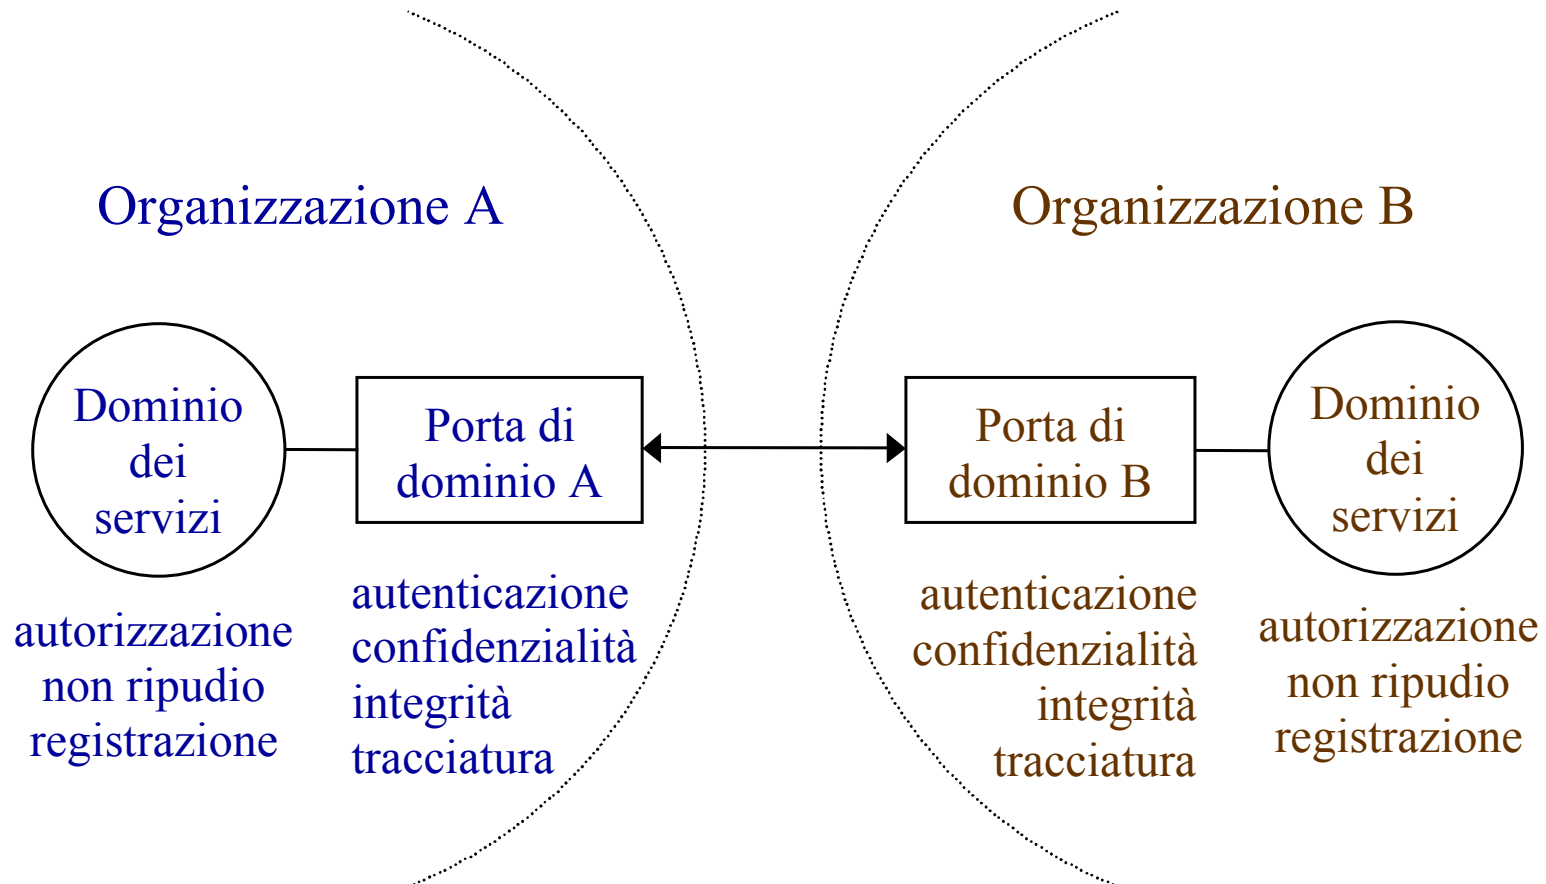 Organizzazione A
Organizzazione B
Dominio
dei
servizi
Porta di
dominio A
Porta di
dominio B
Dominio
dei
servizi
autorizzazione
non ripudio
registrazione
autenticazione
confidenzialità
integrità
tracciatura
autenticazione
confidenzialità
integrità
tracciatura
autorizzazione
non ripudio
registrazione